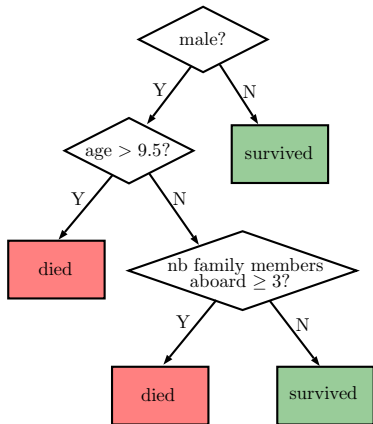 male?
Y
N
age > 9.5?
survived
Y
N
died
nb family members
aboard ≥ 3?
Y
N
died
survived